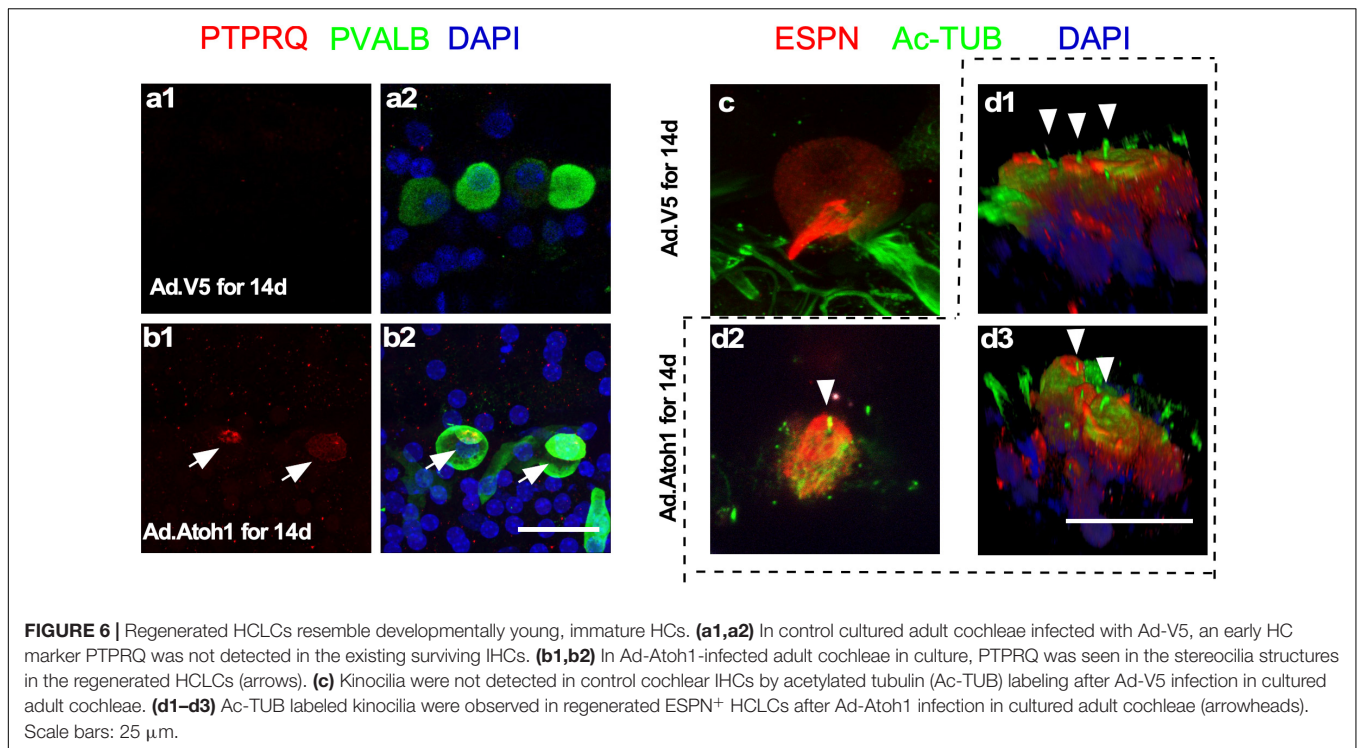 PTPRQ PVALB DAPI
ESPN Ac-TUB DAPI
a1
a2
c
d1
Ad.V5 for 14d
Ad.V5 for 14d
b1
b2
d2
d3
Ad.Atoh1 for 14d
Ad.Atoh1 for 14d
FIGURE 6 | Regenerated HCLCs resemble developmentally young, immature HCs. (a1,a2) In control cultured adult cochleae infected with Ad-V5, an early HC
marker PTPRQ was not detected in the existing surviving IHCs. (b1,b2) In Ad-Atoh1-infected adult cochleae in culture, PTPRQ was seen in the stereocilia structures
in the regenerated HCLCs (arrows). (c) Kinocilia were not detected in control cochlear IHCs by acetylated tubulin (Ac-TUB) labeling after Ad-V5 infection in cultured
adult cochleae. (d1–d3) Ac-TUB labeled kinocilia were observed in regenerated ESPN⁺ HCLCs after Ad-Atoh1 infection in cultured adult cochleae (arrowheads).
Scale bars: 25 μm.